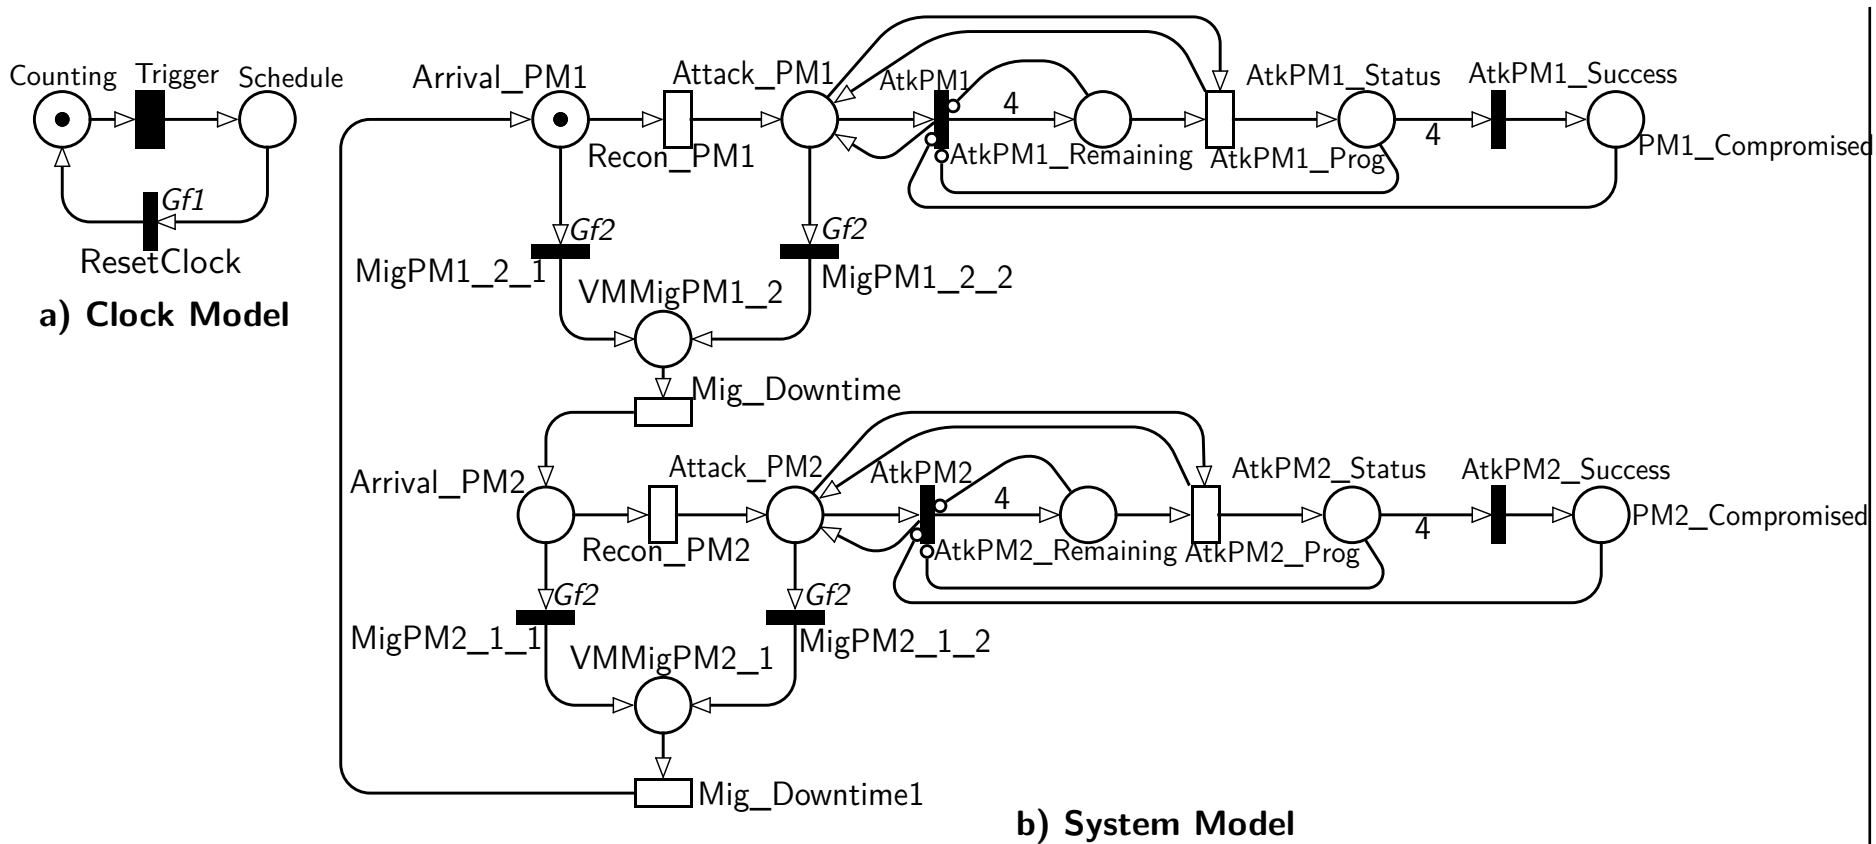 Counting
Trigger
Schedule
Gf1
ResetClock
a) Clock Model
Arrival_PM1
Attack_PM1
AtkPM1
4
AtkPM1_Status
AtkPM1_Success
Recon_PM1
AtkPM1_Remaining
AtkPM1_Prog
4
PM1_Compromised
Gf2
Gf2
MigPM1_2_1
MigPM1_2_2
VMMigPM1_2
Mig_Downtime
Arrival_PM2
Attack_PM2
AtkPM2
4
AtkPM2_Status
AtkPM2_Success
Recon_PM2
AtkPM2_Remaining
AtkPM2_Prog
4
PM2_Compromised
Gf2
Gf2
MigPM2_1_1
MigPM2_1_2
VMMigPM2_1
Mig_Downtime1
b) System Model